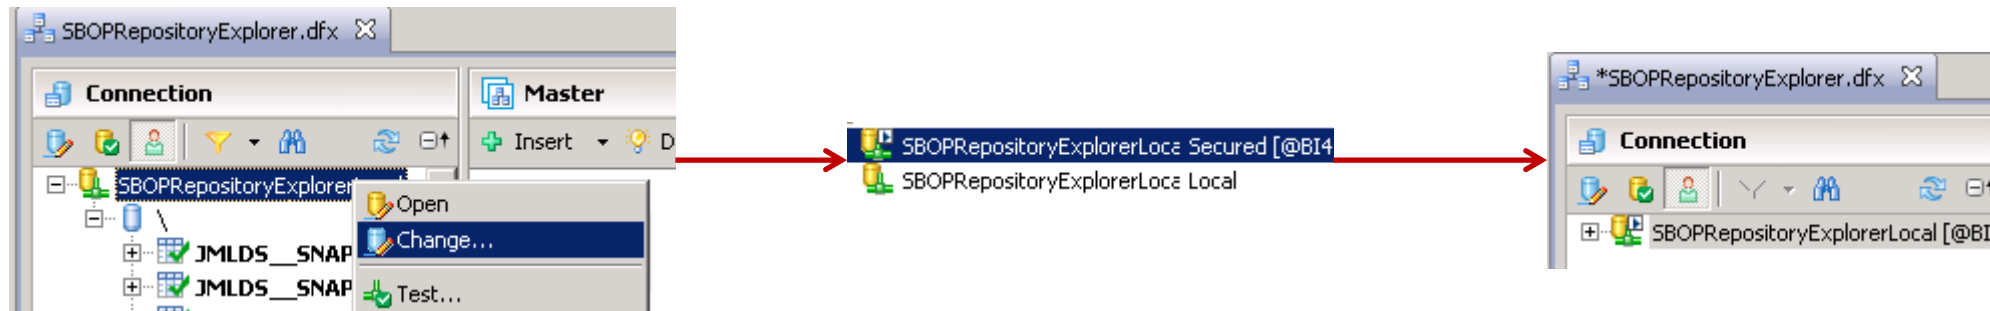 SBOPRepositoryExplorer.dfx
Connection
Master
Insert
SBOPRepositoryExplorer
\
JMLDS__SNAP
JMLDS__SNAP
Open
Change...
Test...
SBOPRepositoryExplorerLoca Secured [@BI4
SBOPRepositoryExplorerLoca Local
*SBOPRepositoryExplorer.dfx
Connection
SBOPRepositoryExplorerLocal [@BI